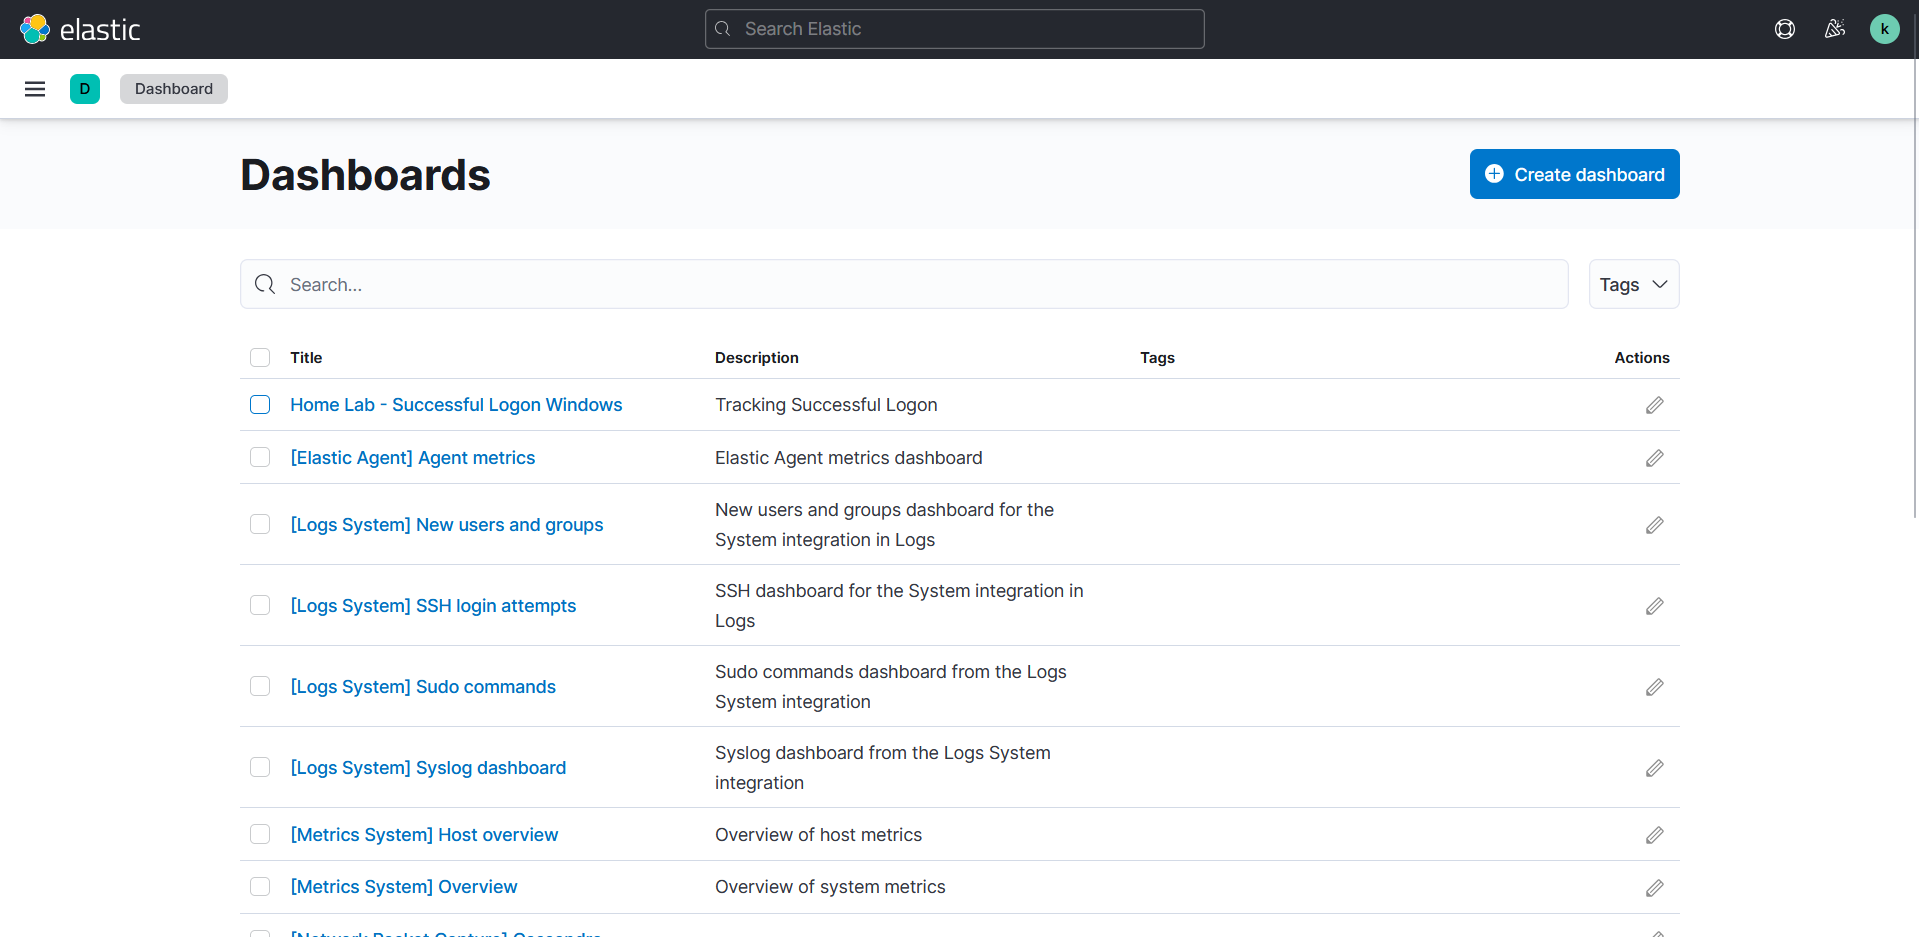 elastic
Search Elastic
k
D
Dashboard
Dashboards
Create dashboard
Search...
Tags
Title Description Tags Actions
Home Lab - Successful Logon Windows Tracking Successful Logon
[Elastic Agent] Agent metrics Elastic Agent metrics dashboard
[Logs System] New users and groups
New users and groups dashboard for the
System integration in Logs
[Logs System] SSH login attempts
SSH dashboard for the System integration in
Logs
[Logs System] Sudo commands
Sudo commands dashboard from the Logs
System integration
[Logs System] Syslog dashboard
Syslog dashboard from the Logs System
integration
[Metrics System] Host overview Overview of host metrics
[Metrics System] Overview Overview of system metrics
[Network Packet Capture] Cassandra